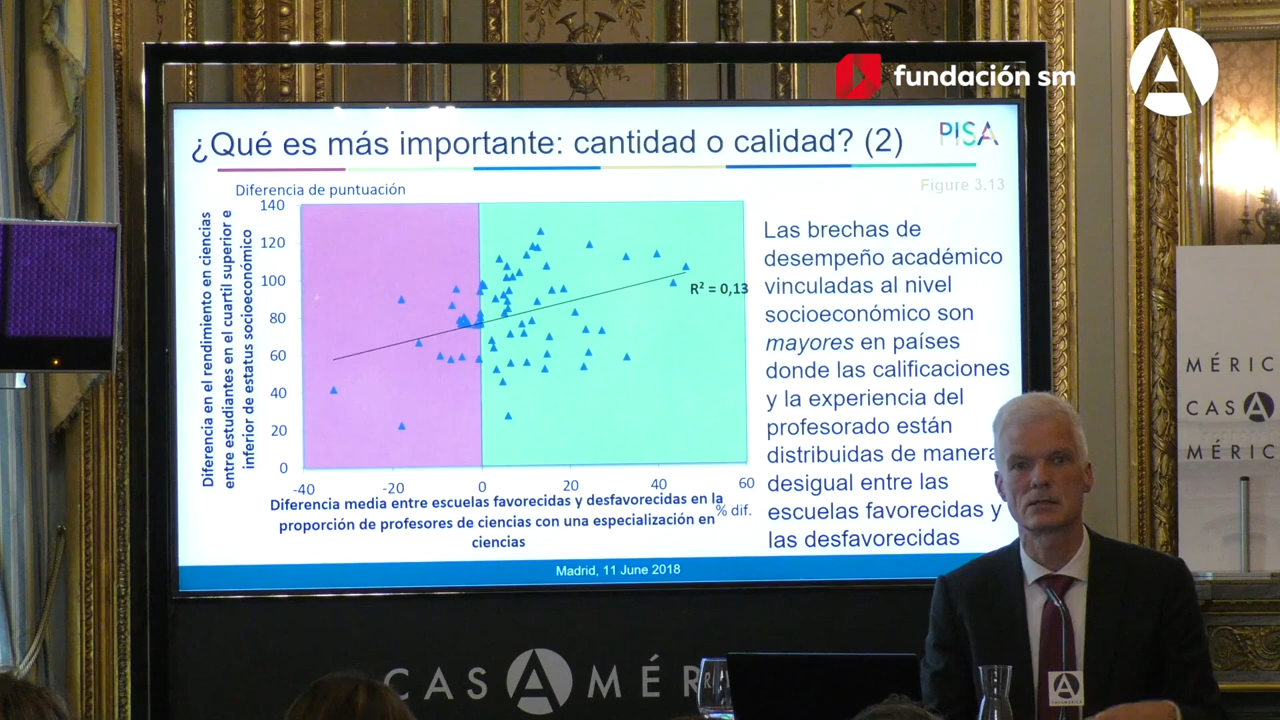 fundación sm
¿Qué es más importante: cantidad o calidad? (2)
PISA
Figure 3.13
Diferencia de puntuación
Diferencia en el rendimiento en ciencias
entre estudiantes en el cuartil superior e
inferior de estatus socioeconómico
140
120
100
80
60
40
20
0
-40
-20
0
20
40
60
R² = 0,13
% dif.
Diferencia media entre escuelas favorecidas y desfavorecidas en la
proporción de profesores de ciencias con una especialización en
ciencias
Las brechas de
desempeño académico
vinculadas al nivel
socioeconómico son
mayores en países
donde las calificaciones
y la experiencia del
profesorado están
distribuidas de manera
desigual entre las
escuelas favorecidas y
las desfavorecidas
Madrid, 11 June 2018
CASAMÉR
MÉRIC
CASA
MÉRIC